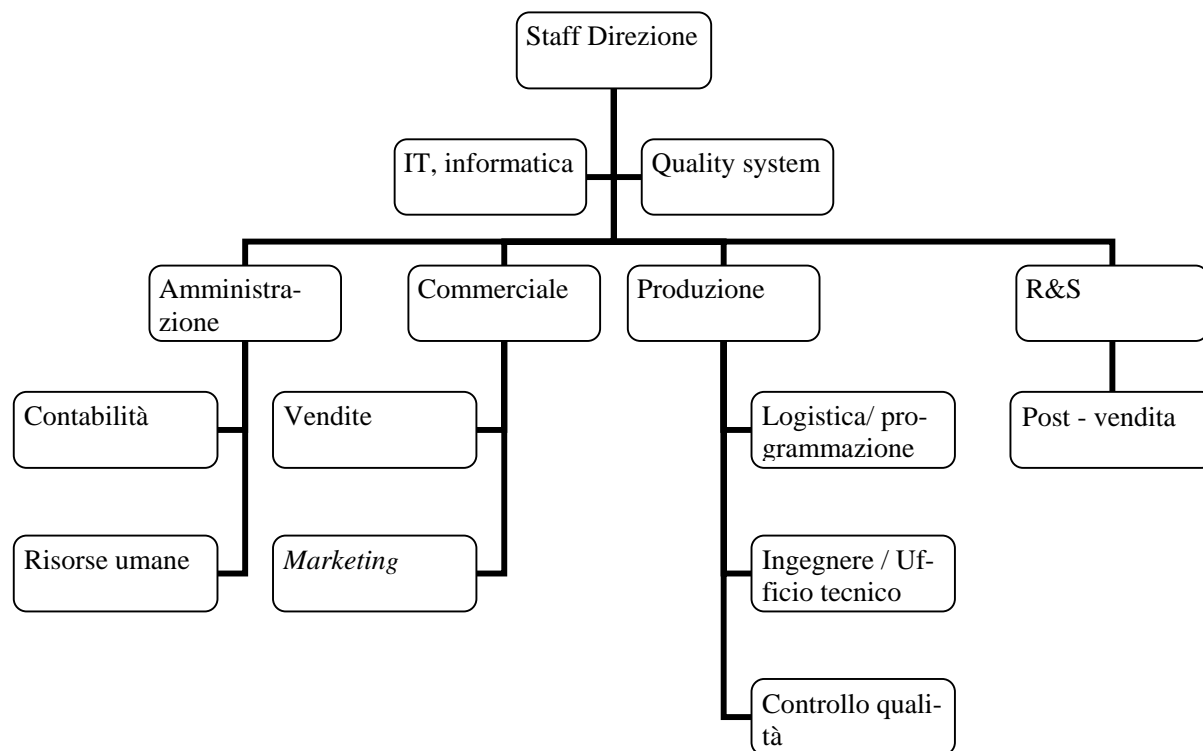 Staff Direzione
IT, informatica
Quality system
Amministra-
zione
Commerciale
Produzione
R&S
Contabilità
Vendite
Logistica/ pro-
grammazione
Post - vendita
Risorse umane
Marketing
Ingegnere / Uf-
ficio tecnico
Controllo quali-
tà